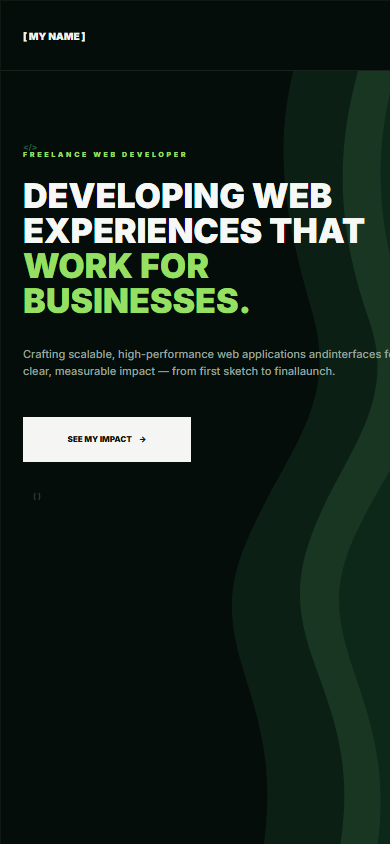 [ MY NAME ]
</>
FREELANCE WEB DEVELOPER
DEVELOPING WEB
EXPERIENCES THAT
WORK FOR
BUSINESSES.
Crafting scalable, high-performance web applications andinterfaces f
clear, measurable impact — from first sketch to finallaunch.
SEE MY IMPACT →
{ }